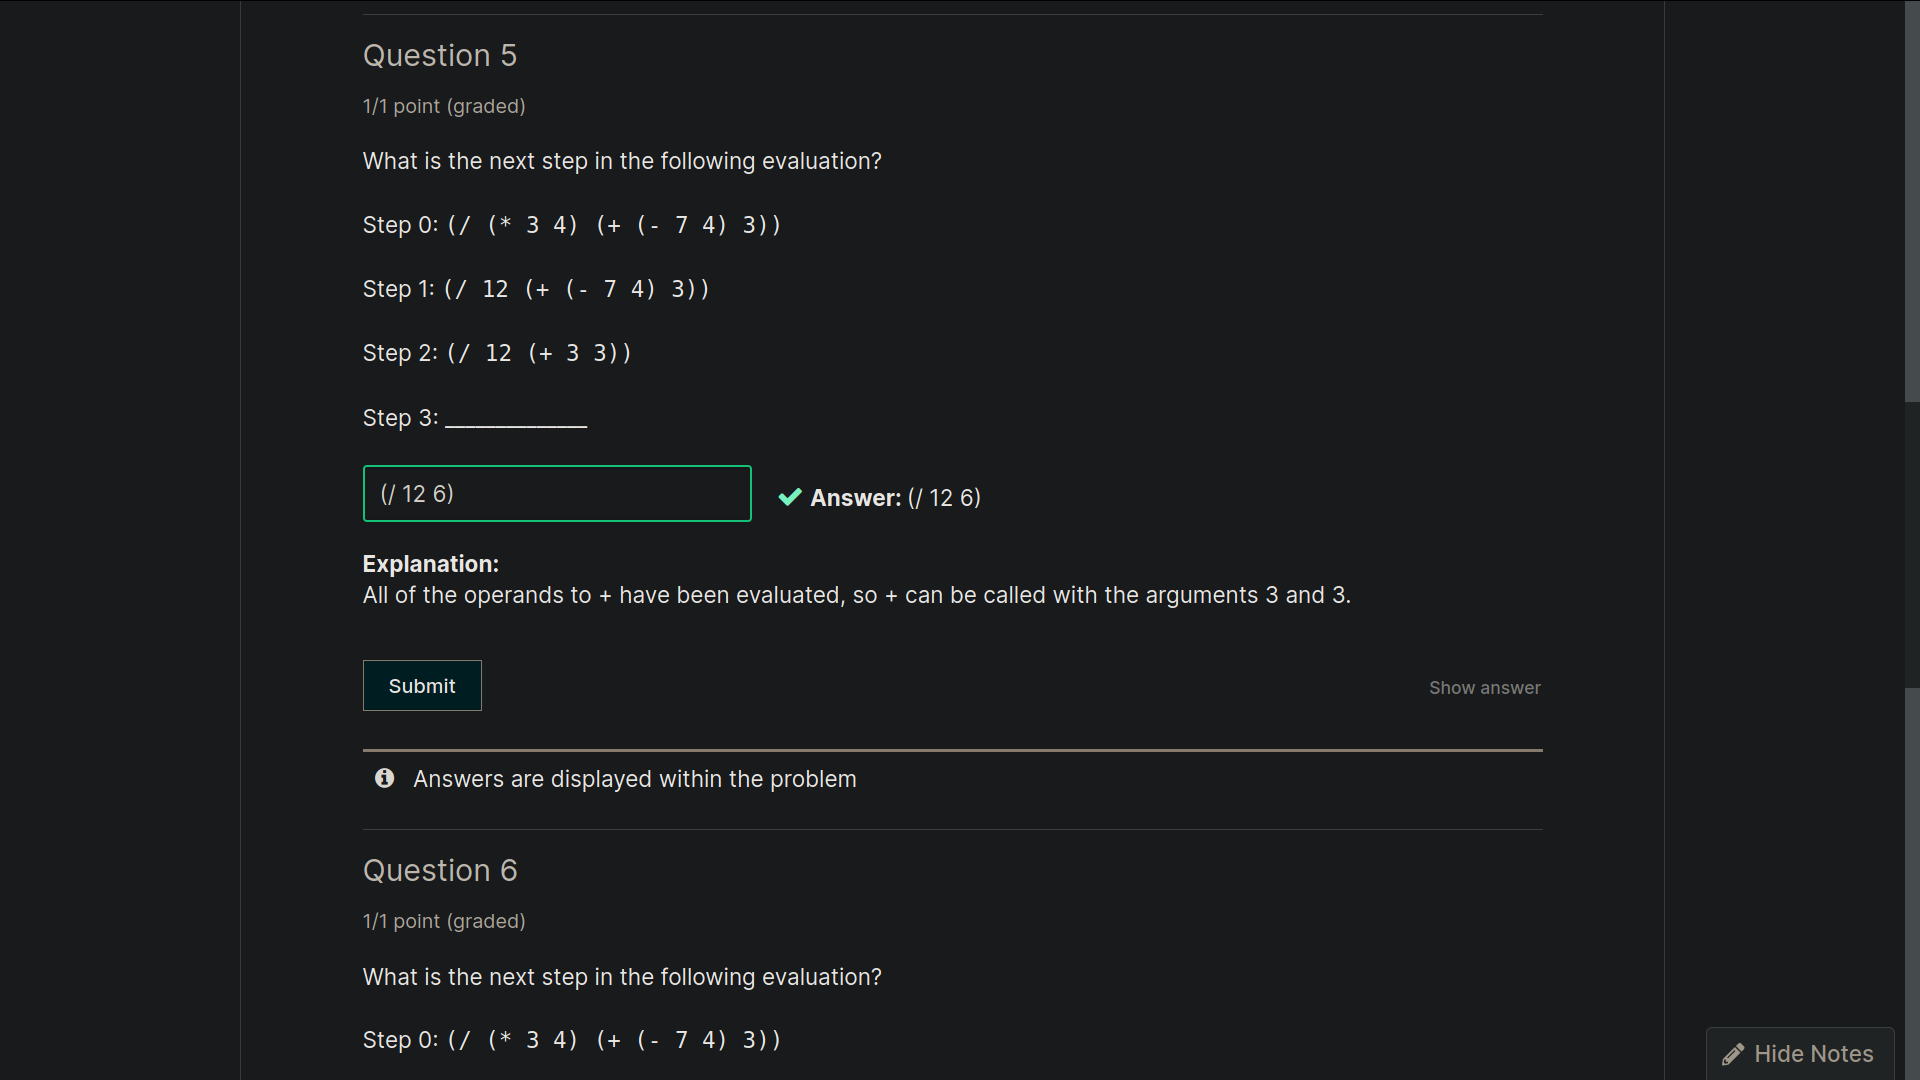 Question 5
1/1 point (graded)
What is the next step in the following evaluation?
Step 0: (/ (* 3 4) (+ (- 7 4) 3))
Step 1: (/ 12 (+ (- 7 4) 3))
Step 2: (/ 12 (+ 3 3))
Step 3: ______________
(/ 12 6)
Answer: (/ 12 6)
Explanation:
All of the operands to + have been evaluated, so + can be called with the arguments 3 and 3.
Submit
Show answer
Answers are displayed within the problem
Question 6
1/1 point (graded)
What is the next step in the following evaluation?
Step 0: (/ (* 3 4) (+ (- 7 4) 3))
Hide Notes